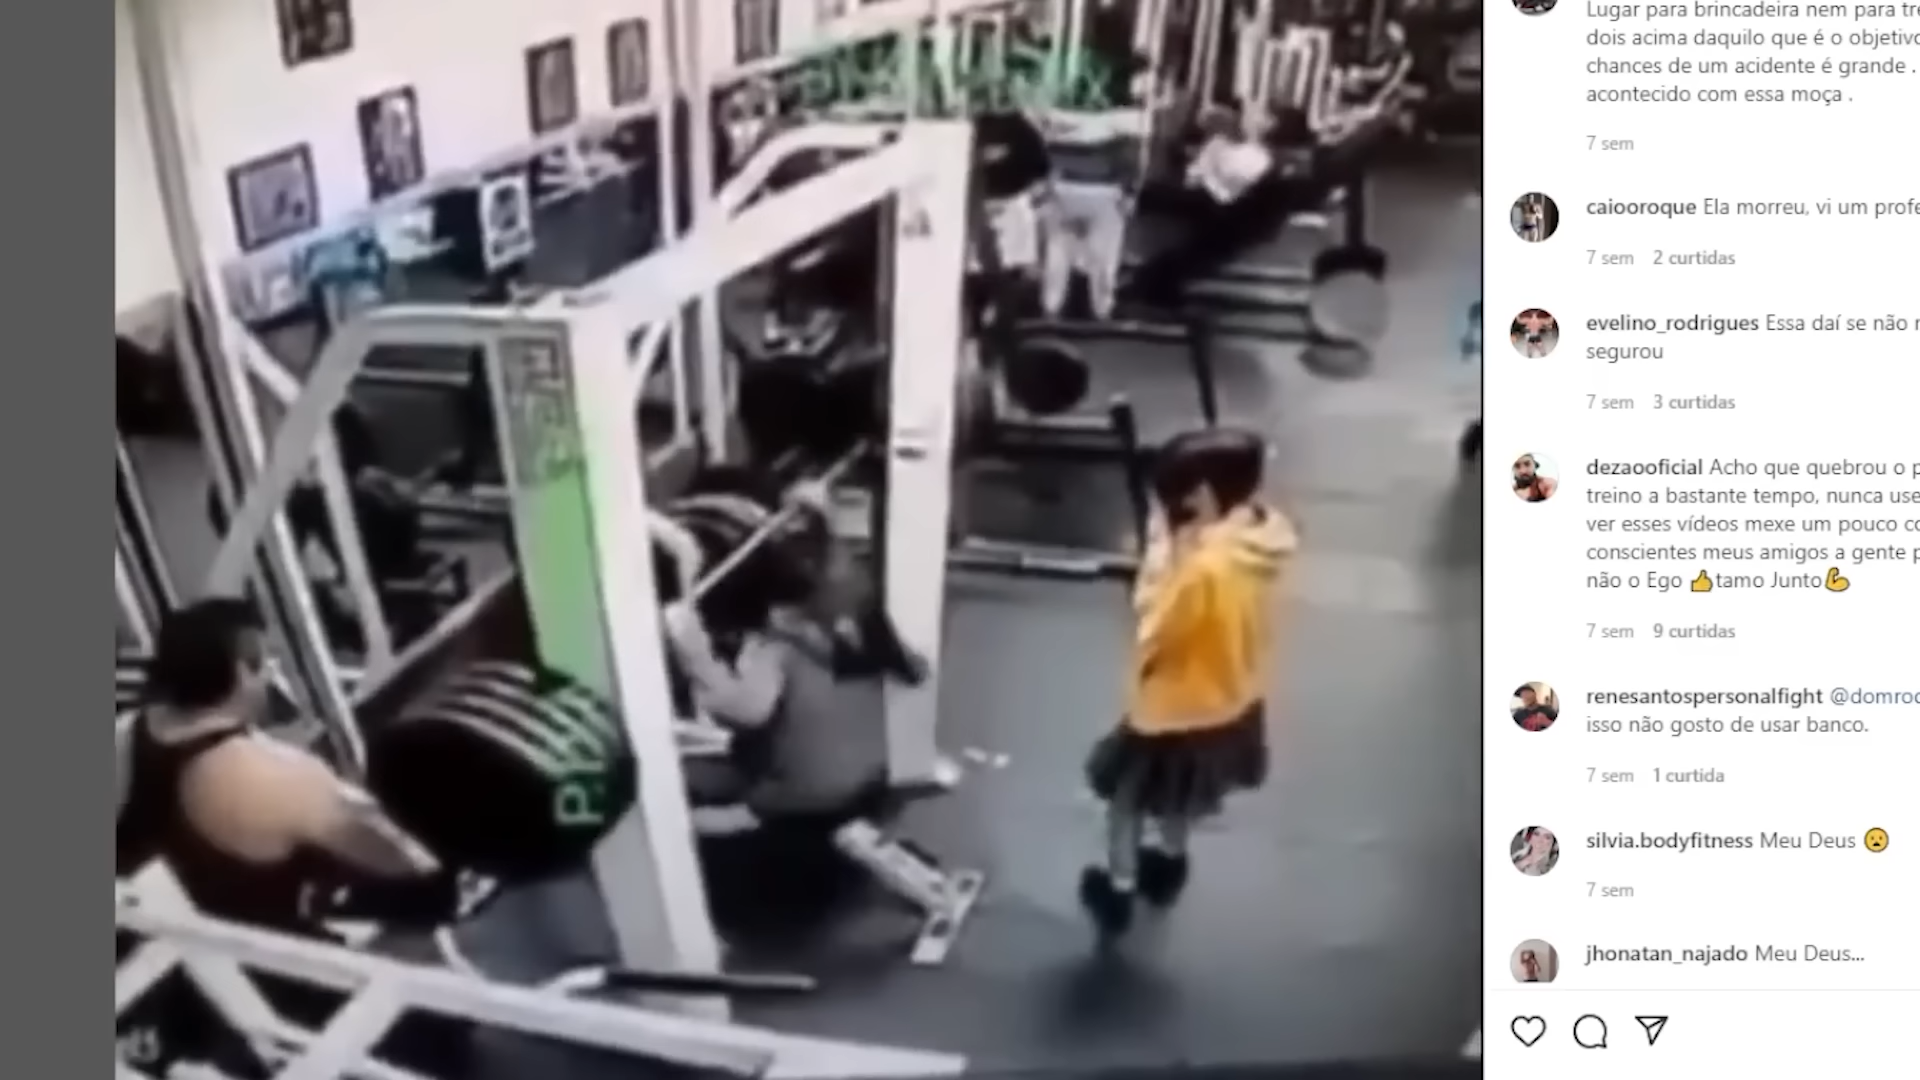 Lugar para brincadeira nem para
dois acima daquilo que é o objetivo
chances de um acidente é grande .
acontecido com essa moça .
7 sem
caiooroque Ela morreu, vi um
7 sem 2 curtidas
evelino_rodrigues Essa daí se não
segurou
7 sem 3 curtidas
dezaooficial Acho que quebrou o
treino a bastante tempo, nunca
ver esses vídeos mexe um pouco
conscientes meus amigos a gente
não o Ego 👍tamo Junto💪
7 sem 9 curtidas
renesantospersonalfight
isso não gosto de usar banco.
7 sem 1 curtida
silvia.bodyfitness Meu Deus 😮
7 sem
jhonatan_najado Meu Deus...